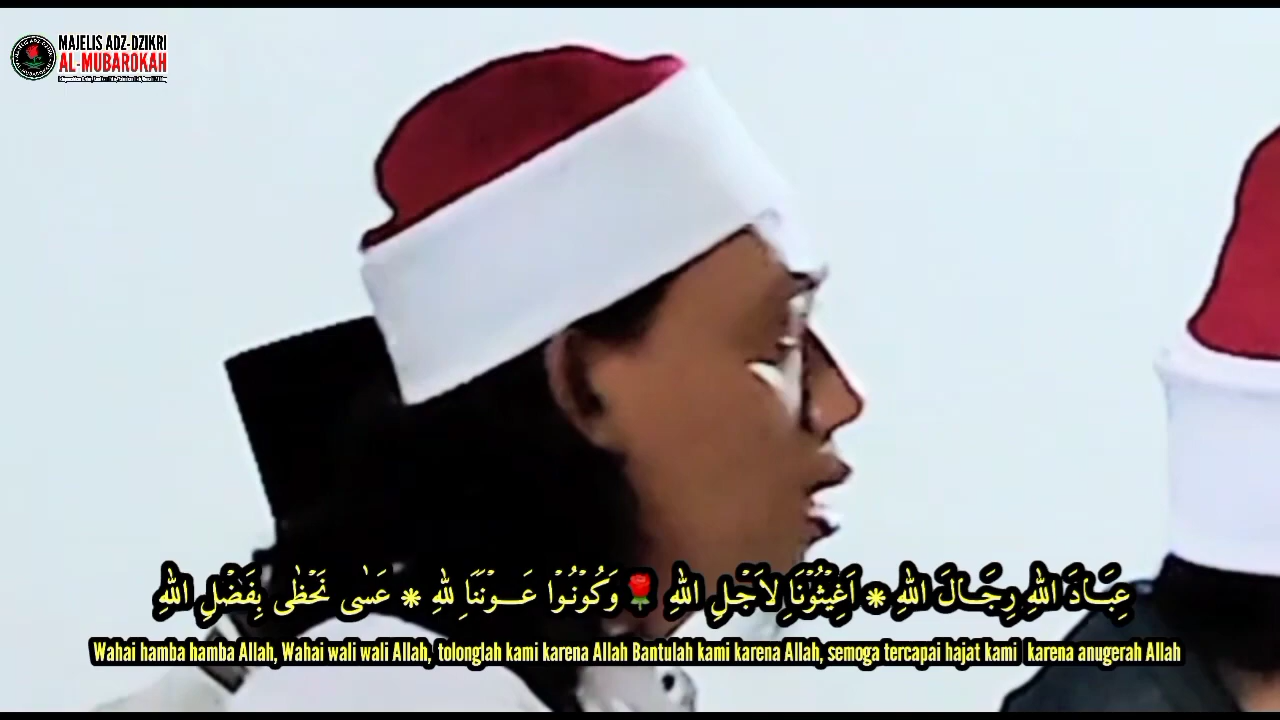 MAJELIS ADZ-DZIKRI
AL-MUBAROKAH
عِبَادَ اللهِ رِجَالَ اللهِ * اَغِيْثُوْنَا لِاَجْلِ اللهِ 🌹 وَكُوْنُوْا عَوْنَنَا لِلهِ * عَسٰى نَحْظٰى بِفَضْلِ اللهِ
Wahai hamba hamba Allah, Wahai wali wali Allah, tolonglah kami karena Allah Bantulah kami karena Allah, semoga tercapai hajat kami karena anugerah Allah